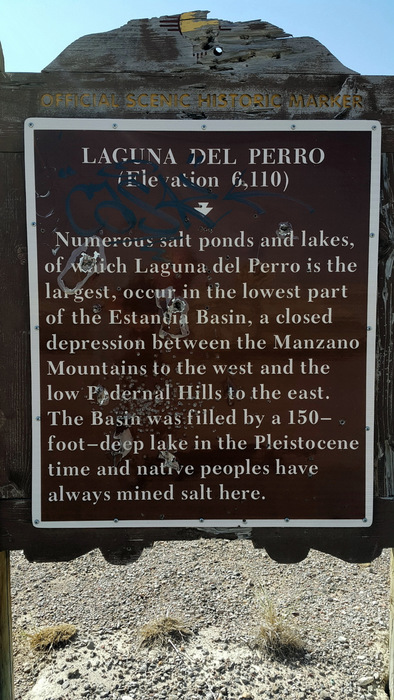 OFFICIAL SCENIC HISTORIC MARKER
LAGUNA DEL PERRO
(Elevation 6,110)
Numerous salt ponds and lakes,
of which Laguna del Perro is the
largest, occur in the lowest part
of the Estancia Basin, a closed
depression between the Manzano
Mountains to the west and the
low Pedernal Hills to the east.
The Basin was filled by a 150-
foot-deep lake in the Pleistocene
time and native peoples have
always mined salt here.